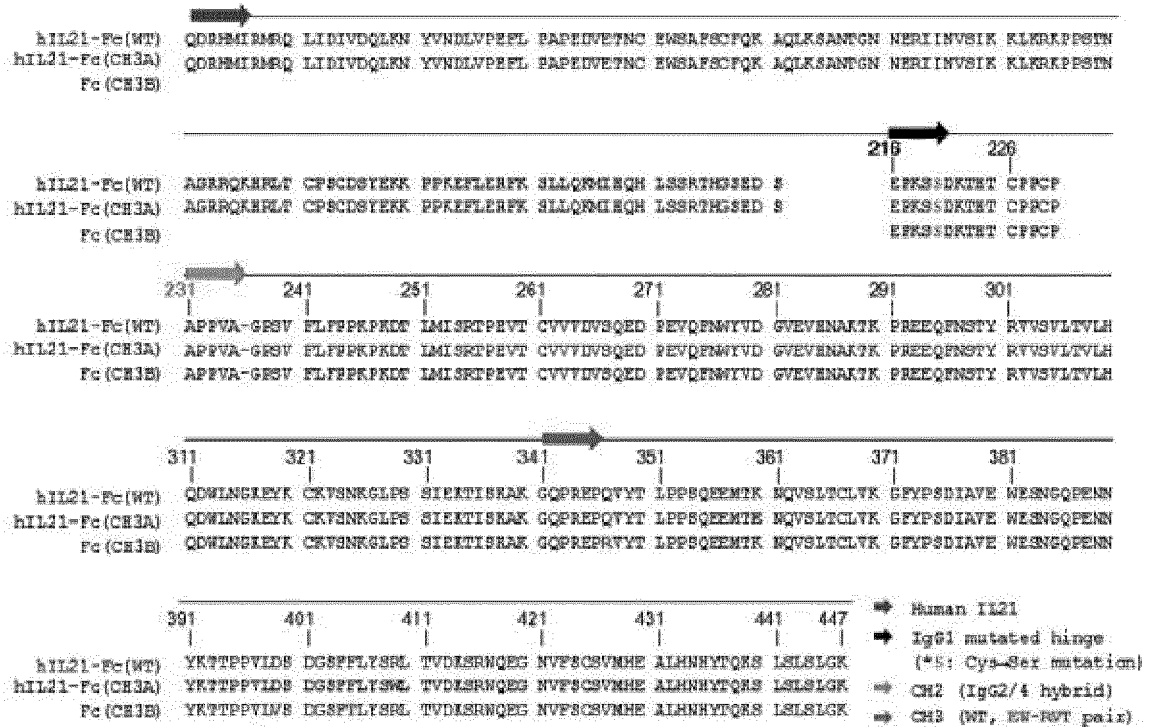 hIL21-Fc(WT) QDRHMIRMRQ LIDIVDQLKN YVNDLVPEFL PAPEDVETNC EWSAFSCFQK AQLKSANTGN NERIINVSIK KLKRKPPSTN
hIL21-Fc(CH3A) QDRHMIRMRQ LIDIVDQLKN YVNDLVPEFL PAPEDVETNC EWSAFSCFQK AQLKSANTGN NERIINVSIK KLKRKPPSTN
Fc(CH3B)
216 226
hIL21-Fc(WT) AGRRQKHRLT CPSCDSYEKK PPKEFLERFK SLLQKMIHQH LSSRTHGSED S EPKSSDKTHT CPPCP
hIL21-Fc(CH3A) AGRRQKHRLT CPSCDSYEKK PPKEFLERFK SLLQKMIHQH LSSRTHGSED S EPKSSDKTHT CPPCP
Fc(CH3B) EPKSSDKTHT CPPCP
231 241 251 261 271 281 291 301
hIL21-Fc(WT) APPVA-GPSV FLFPPKPKDT LMISRTPEVT CVVVDVSQED PEVQFNWYVD GVEVHNAKTK PREEQFNSTY RVVSVLTVLH
hIL21-Fc(CH3A) APPVA-GPSV FLFPPKPKDT LMISRTPEVT CVVVDVSQED PEVQFNWYVD GVEVHNAKTK PREEQFNSTY RVVSVLTVLH
Fc(CH3B) APPVA-GPSV FLFPPKPKDT LMISRTPEVT CVVVDVSQED PEVQFNWYVD GVEVHNAKTK PREEQFNSTY RVVSVLTVLH
311 321 331 341 351 361 371 381
hIL21-Fc(WT) QDWLNGKEYK CKVSNKGLPS SIEKTISKAK GQPREPQVYT LPPSQEEMTK NQVSLTCLVK GFYPSDIAVE WESNGQPENN
hIL21-Fc(CH3A) QDWLNGKEYK CKVSNKGLPS SIEKTISKAK GQPREPQVYT LPPSQEEMTE NQVSLTCLVK GFYPSDIAVE WESNGQPENN
Fc(CH3B) QDWLNGKEYK CKVSNKGLPS SIEKTISKAK GQPREPRVYT LPPSQEEMTK NQVSLTCLVK GFYPSDIAVE WESNGQPENN
391 401 411 421 431 441 447
hIL21-Fc(WT) YKTTPPVLDS DGSFFLYSRL TVDKSRWQEG NVFSCSVMHE ALHNHYTQKS LSLSLGK
hIL21-Fc(CH3A) YKTTPPVLDS DGSFFLYSWL TVDKSRWQEG NVFSCSVMHE ALHNHYTQKS LSLSLGK
Fc(CH3B) YKTTPPVLVS DGSFFLYSRL TVDKSRWQEG NVFSCSVMHE ALHNHYTQKS LSLSLGK
Human IL21
IgG1 mutated hinge
(*S: Cys→Ser mutation)
CH2 (IgG2/4 hybrid)
CH3 (WT, EW-RVT pair)